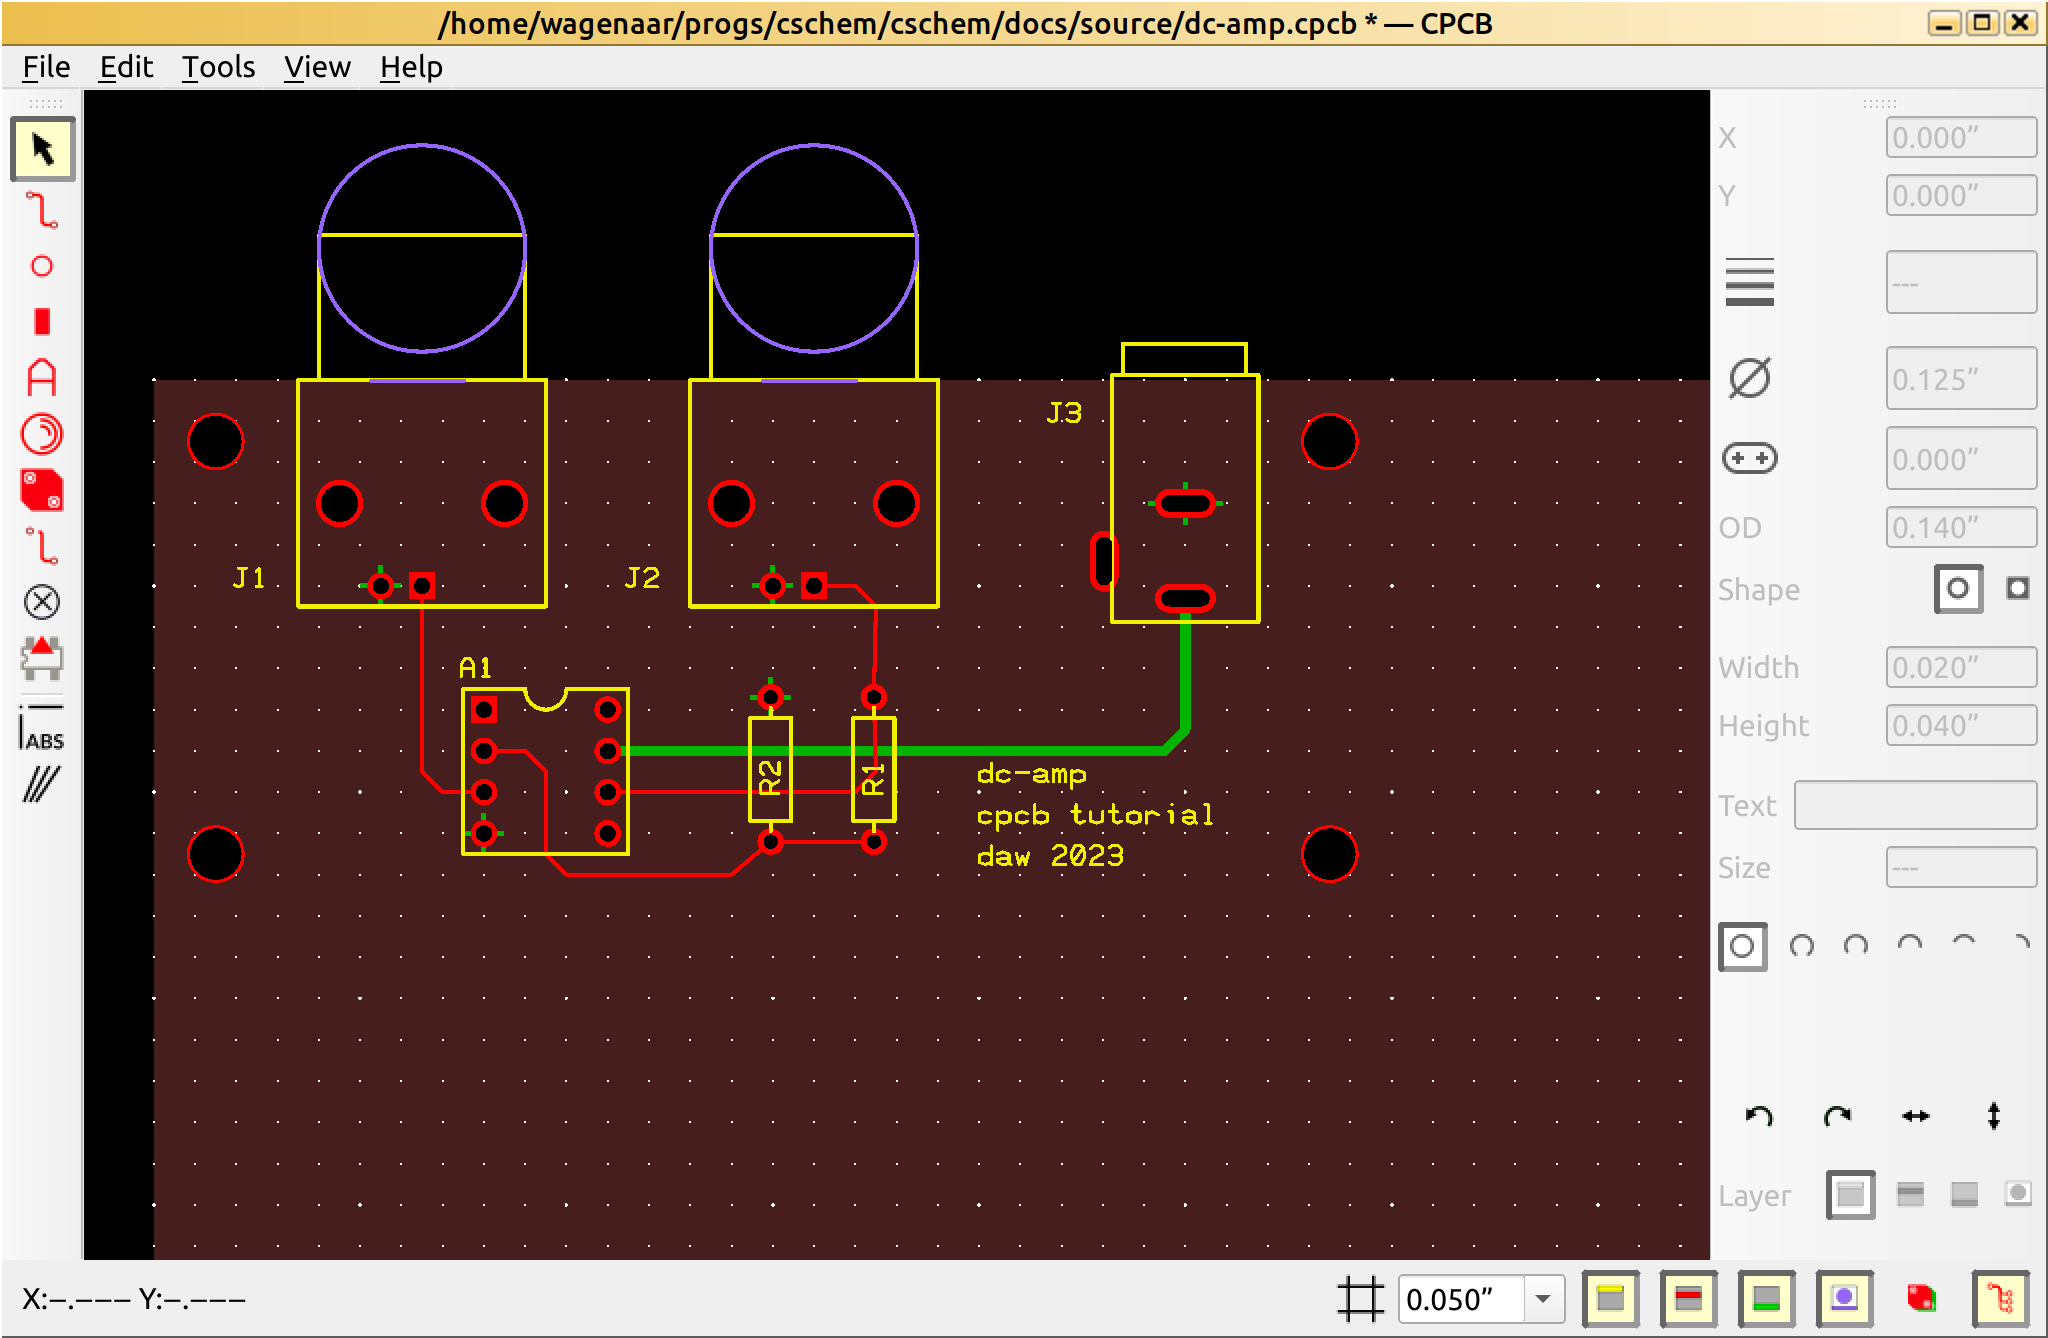 /home/wagenaar/progs/cschem/cschem/docs/source/dc-amp.cpcb * — CPCB
File Edit Tools View Help
X 0.000”
Y 0.000”
---
0.125”
0.000”
OD 0.140”
Shape
Width 0.020”
Height 0.040”
Text
Size ---
Layer
ABS
J3
J1
J2
A1
R2
R1
dc-amp
cpcb tutorial
daw 2023
X:–.––– Y:–.–––
0.050”